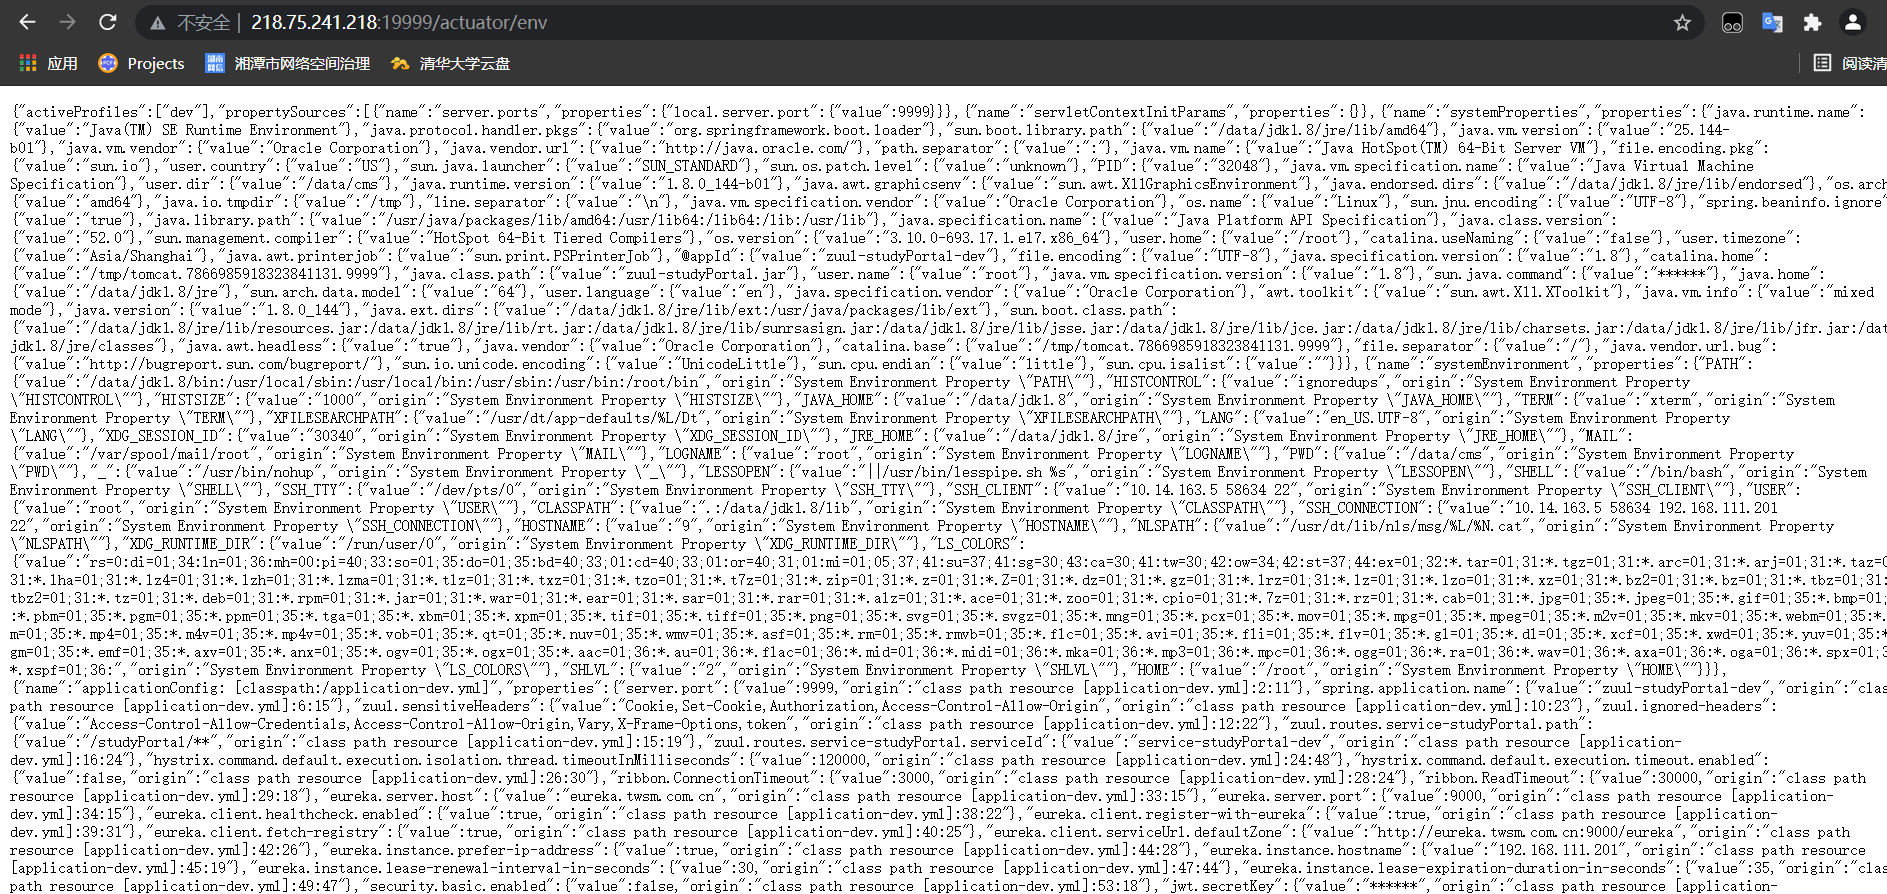 不安全 | 218.75.241.218:19999/actuator/env
应用 Projects 湘潭市网络空间治理 清华大学云盘 阅读清
{"activeProfiles":["dev"],"propertySources":[{"name":"server.ports","properties":{"local.server.port":{"value":9999}}},{"name":"servletContextInitParams","properties":{}},{"name":"systemProperties","properties":{"java.runtime.name":
{"value":"Java(TM) SE Runtime Environment"},"java.protocol.handler.pkgs":{"value":"org.springframework.boot.loader"},"sun.boot.library.path":{"value":"/data/jdk1.8/jre/lib/amd64"},"java.vm.version":{"value":"25.144-
b01"},"java.vm.vendor":{"value":"Oracle Corporation"},"java.vendor.url":{"value":"http://java.oracle.com/"},"path.separator":{"value":":"},"java.vm.name":{"value":"Java HotSpot(TM) 64-Bit Server VM"},"file.encoding.pkg":
{"value":"sun.io"},"user.country":{"value":"US"},"sun.java.launcher":{"value":"SUN_STANDARD"},"sun.os.patch.level":{"value":"unknown"},"PID":{"value":"32048"},"java.vm.specification.name":{"value":"Java Virtual Machine
Specification"},"user.dir":{"value":"/data/cms"},"java.runtime.version":{"value":"1.8.0_144-b01"},"java.awt.graphicsenv":{"value":"sun.awt.X11GraphicsEnvironment"},"java.endorsed.dirs":{"value":"/data/jdk1.8/jre/lib/endorsed"},"os.arch
{"value":"amd64"},"java.io.tmpdir":{"value":"/tmp"},"line.separator":{"value":"\n"},"java.vm.specification.vendor":{"value":"Oracle Corporation"},"os.name":{"value":"Linux"},"sun.jnu.encoding":{"value":"UTF-8"},"spring.beaninfo.ignore"
{"value":"true"},"java.library.path":{"value":"/usr/java/packages/lib/amd64:/usr/lib64:/lib64:/lib:/usr/lib"},"java.specification.name":{"value":"Java Platform API Specification"},"java.class.version":
{"value":"52.0"},"sun.management.compiler":{"value":"HotSpot 64-Bit Tiered Compilers"},"os.version":{"value":"3.10.0-693.17.1.el7.x86_64"},"user.home":{"value":"/root"},"catalina.useNaming":{"value":"false"},"user.timezone":
{"value":"Asia/Shanghai"},"java.awt.printerjob":{"value":"sun.print.PSPrinterJob"},"@appId":{"value":"zuul-studyPortal-dev"},"file.encoding":{"value":"UTF-8"},"java.specification.version":{"value":"1.8"},"catalina.home":
{"value":"/tmp/tomcat.7866985918323841131.9999"},"java.class.path":{"value":"zuul-studyPortal.jar"},"user.name":{"value":"root"},"java.vm.specification.version":{"value":"1.8"},"sun.java.command":{"value":"******"},"java.home":
{"value":"/data/jdk1.8/jre"},"sun.arch.data.model":{"value":"64"},"user.language":{"value":"en"},"java.specification.vendor":{"value":"Oracle Corporation"},"awt.toolkit":{"value":"sun.awt.X11.XToolkit"},"java.vm.info":{"value":"mixed
mode"},"java.version":{"value":"1.8.0_144"},"java.ext.dirs":{"value":"/data/jdk1.8/jre/lib/ext:/usr/java/packages/lib/ext"},"sun.boot.class.path":
{"value":"/data/jdk1.8/jre/lib/resources.jar:/data/jdk1.8/jre/lib/rt.jar:/data/jdk1.8/jre/lib/sunrsasign.jar:/data/jdk1.8/jre/lib/jsse.jar:/data/jdk1.8/jre/lib/jce.jar:/data/jdk1.8/jre/lib/charsets.jar:/data/jdk1.8/jre/lib/jfr.jar:/dat
jdk1.8/jre/classes"},"java.awt.headless":{"value":"true"},"java.vendor":{"value":"Oracle Corporation"},"catalina.base":{"value":"/tmp/tomcat.7866985918323841131.9999"},"file.separator":{"value":"/"},"java.vendor.url.bug":
{"value":"http://bugreport.sun.com/bugreport/"},"sun.io.unicode.encoding":{"value":"UnicodeLittle"},"sun.cpu.endian":{"value":"little"},"sun.cpu.isalist":{"value":""}}},{"name":"systemEnvironment","properties":{"PATH":
{"value":"/data/jdk1.8/bin:/usr/local/sbin:/usr/local/bin:/usr/sbin:/usr/bin:/root/bin","origin":"System Environment Property \"PATH\""},"HISTCONTROL":{"value":"ignoredups","origin":"System Environment Property
\"HISTCONTROL\""},"HISTSIZE":{"value":"1000","origin":"System Environment Property \"HISTSIZE\""},"JAVA_HOME":{"value":"/data/jdk1.8","origin":"System Environment Property \"JAVA_HOME\""},"TERM":{"value":"xterm","origin":"System
Environment Property \"TERM\""},"XFILESEARCHPATH":{"value":"/usr/dt/app-defaults/%L/Dt","origin":"System Environment Property \"XFILESEARCHPATH\""},"LANG":{"value":"en_US.UTF-8","origin":"System Environment Property
\"LANG\""},"XDG_SESSION_ID":{"value":"30340","origin":"System Environment Property \"XDG_SESSION_ID\""},"JRE_HOME":{"value":"/data/jdk1.8/jre","origin":"System Environment Property \"JRE_HOME\""},"MAIL":
{"value":"/var/spool/mail/root","origin":"System Environment Property \"MAIL\""},"LOGNAME":{"value":"root","origin":"System Environment Property \"LOGNAME\""},"PWD":{"value":"/data/cms","origin":"System Environment Property
\"PWD\""},"_":{"value":"/usr/bin/nohup","origin":"System Environment Property \"_\""},"LESSOPEN":{"value":"||/usr/bin/lesspipe.sh %s","origin":"System Environment Property \"LESSOPEN\""},"SHELL":{"value":"/bin/bash","origin":"System
Environment Property \"SHELL\""},"SSH_TTY":{"value":"/dev/pts/0","origin":"System Environment Property \"SSH_TTY\""},"SSH_CLIENT":{"value":"10.14.163.5 58634 22","origin":"System Environment Property \"SSH_CLIENT\""},"USER":
{"value":"root","origin":"System Environment Property \"USER\""},"CLASSPATH":{"value":".:/data/jdk1.8/lib","origin":"System Environment Property \"CLASSPATH\""},"SSH_CONNECTION":{"value":"10.14.163.5 58634 192.168.111.201
22","origin":"System Environment Property \"SSH_CONNECTION\""},"HOSTNAME":{"value":"9","origin":"System Environment Property \"HOSTNAME\""},"NLSPATH":{"value":"/usr/dt/lib/nls/msg/%L/%N.cat","origin":"System Environment Property
\"NLSPATH\""},"XDG_RUNTIME_DIR":{"value":"/run/user/0","origin":"System Environment Property \"XDG_RUNTIME_DIR\""},"LS_COLORS":
{"value":"rs=0:di=01;34:ln=01;36:mh=00:pi=40;33:so=01;35:do=01;35:bd=40;33;01:cd=40;33;01:or=40;31;01:mi=01;05;37;41:su=37;41:sg=30;43:ca=30;41:tw=30;42:ow=34;42:st=37;44:ex=01;32:*.tar=01;31:*.tgz=01;31:*.arc=01;31:*.arj=01;31:*.taz=0
31:*.lha=01;31:*.lz4=01;31:*.lzh=01;31:*.lzma=01;31:*.tlz=01;31:*.txz=01;31:*.tzo=01;31:*.t7z=01;31:*.zip=01;31:*.z=01;31:*.Z=01;31:*.dz=01;31:*.gz=01;31:*.lrz=01;31:*.lz=01;31:*.lzo=01;31:*.xz=01;31:*.bz2=01;31:*.bz=01;31:*.tbz=01;31
tbz2=01;31:*.tz=01;31:*.deb=01;31:*.rpm=01;31:*.jar=01;31:*.war=01;31:*.ear=01;31:*.sar=01;31:*.rar=01;31:*.alz=01;31:*.ace=01;31:*.zoo=01;31:*.cpio=01;31:*.7z=01;31:*.rz=01;31:*.cab=01;31:*.jpg=01;35:*.jpeg=01;35:*.gif=01;35:*.bmp=01
:*.pbm=01;35:*.pgm=01;35:*.ppm=01;35:*.tga=01;35:*.xbm=01;35:*.xpm=01;35:*.tif=01;35:*.tiff=01;35:*.png=01;35:*.svg=01;35:*.svgz=01;35:*.mng=01;35:*.pcx=01;35:*.mov=01;35:*.mpg=01;35:*.mpeg=01;35:*.m2v=01;35:*.mkv=01;35:*.webm=01;35:*
m=01;35:*.mp4=01;35:*.m4v=01;35:*.mp4v=01;35:*.vob=01;35:*.qt=01;35:*.nuv=01;35:*.wmv=01;35:*.asf=01;35:*.rm=01;35:*.rmvb=01;35:*.flc=01;35:*.avi=01;35:*.fli=01;35:*.flv=01;35:*.gl=01;35:*.dl=01;35:*.xcf=01;35:*.xwd=01;35:*.yuv=01;35
gm=01;35:*.emf=01;35:*.axv=01;35:*.anx=01;35:*.ogv=01;35:*.ogx=01;35:*.aac=01;36:*.au=01;36:*.flac=01;36:*.mid=01;36:*.midi=01;36:*.mka=01;36:*.mp3=01;36:*.mpc=01;36:*.ogg=01;36:*.ra=01;36:*.wav=01;36:*.axa=01;36:*.oga=01;36:*.spx=01;3
*.xspf=01;36:","origin":"System Environment Property \"LS_COLORS\""},"SHLVL":{"value":"2","origin":"System Environment Property \"SHLVL\""},"HOME":{"value":"/root","origin":"System Environment Property \"HOME\""}}},
{"name":"applicationConfig: [classpath:/application-dev.yml]","properties":{"server.port":{"value":9999,"origin":"class path resource [application-dev.yml]:2:11"},"spring.application.name":{"value":"zuul-studyPortal-dev","origin":"clas
path resource [application-dev.yml]:6:15"},"zuul.sensitiveHeaders":{"value":"Cookie,Set-Cookie,Authorization,Access-Control-Allow-Origin","origin":"class path resource [application-dev.yml]:10:23"},"zuul.ignored-headers":
{"value":"Access-Control-Allow-Credentials,Access-Control-Allow-Origin,Vary,X-Frame-Options,token","origin":"class path resource [application-dev.yml]:12:22"},"zuul.routes.service-studyPortal.path":
{"value":"/studyPortal/**","origin":"class path resource [application-dev.yml]:15:19"},"zuul.routes.service-studyPortal.serviceId":{"value":"service-studyPortal-dev","origin":"class path resource [application-
dev.yml]:16:24"},"hystrix.command.default.execution.isolation.thread.timeoutInMilliseconds":{"value":120000,"origin":"class path resource [application-dev.yml]:24:48"},"hystrix.command.default.execution.timeout.enabled":
{"value":false,"origin":"class path resource [application-dev.yml]:26:30"},"ribbon.ConnectionTimeout":{"value":3000,"origin":"class path resource [application-dev.yml]:28:24"},"ribbon.ReadTimeout":{"value":30000,"origin":"class path
resource [application-dev.yml]:29:18"},"eureka.server.host":{"value":"eureka.twsm.com.cn","origin":"class path resource [application-dev.yml]:33:15"},"eureka.server.port":{"value":9000,"origin":"class path resource [application-
dev.yml]:34:15"},"eureka.client.healthcheck.enabled":{"value":true,"origin":"class path resource [application-dev.yml]:38:22"},"eureka.client.register-with-eureka":{"value":true,"origin":"class path resource [application-
dev.yml]:39:31"},"eureka.client.fetch-registry":{"value":true,"origin":"class path resource [application-dev.yml]:40:25"},"eureka.client.serviceUrl.defaultZone":{"value":"http://eureka.twsm.com.cn:9000/eureka","origin":"class path
resource [application-dev.yml]:42:26"},"eureka.instance.prefer-ip-address":{"value":true,"origin":"class path resource [application-dev.yml]:44:28"},"eureka.instance.hostname":{"value":"192.168.111.201","origin":"class path resource
[application-dev.yml]:45:19"},"eureka.instance.lease-renewal-interval-in-seconds":{"value":30,"origin":"class path resource [application-dev.yml]:47:44"},"eureka.instance.lease-expiration-duration-in-seconds":{"value":35,"origin":"clas
path resource [application-dev.yml]:49:47"},"security.basic.enabled":{"value":false,"origin":"class path resource [application-dev.yml]:53:18"},"jwt.secretKey":{"value":"******","origin":"class path resource [application-